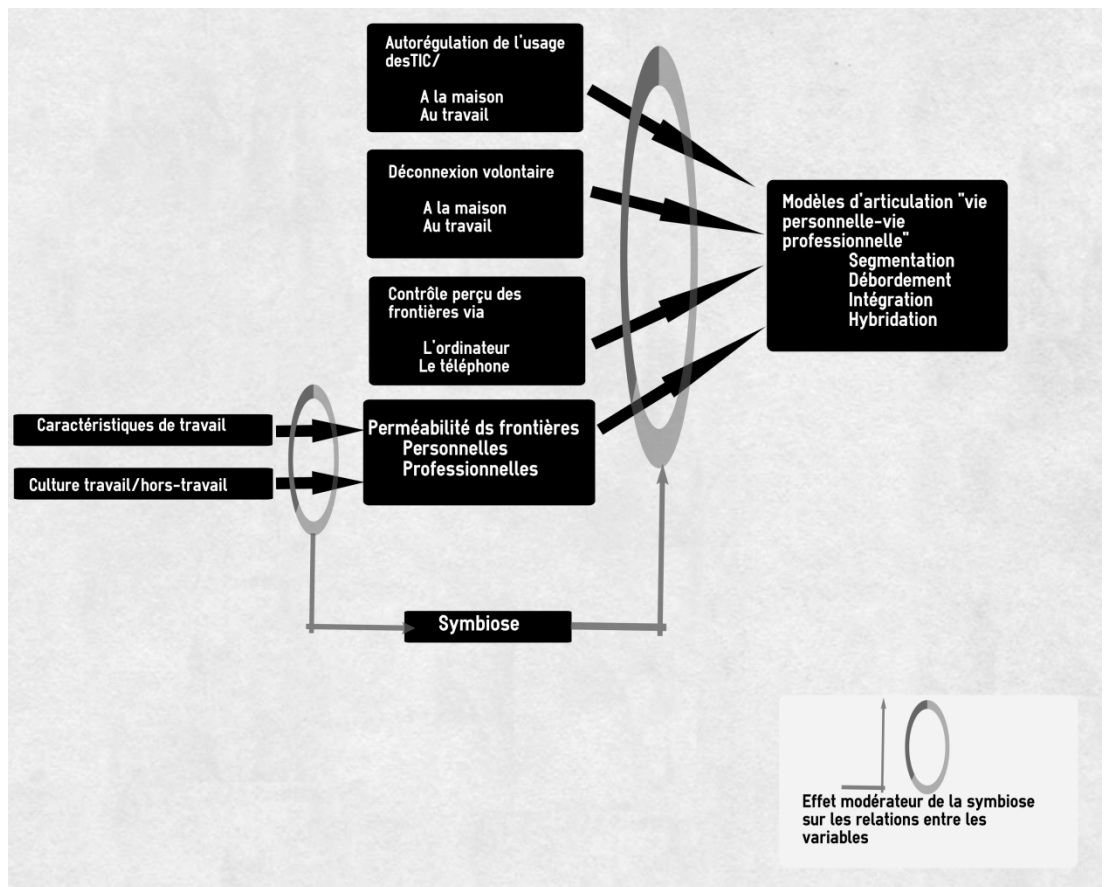 Autorégulation de l'usage
desTIC/
A la maison
Au travail
Déconnexion volontaire
A la maison
Au travail
Contrôle perçu des
frontières via
L'ordinateur
Le téléphone
Modèles d'articulation "vie
personnelle-vie
professionnelle"
Segmentation
Débordement
Intégration
Hybridation
Caractéristiques de travail
Culture travail/hors-travail
Perméabilité ds frontières
Personnelles
Professionnelles
Symbiose
Effet modérateur de la symbiose
sur les relations entre les
variables